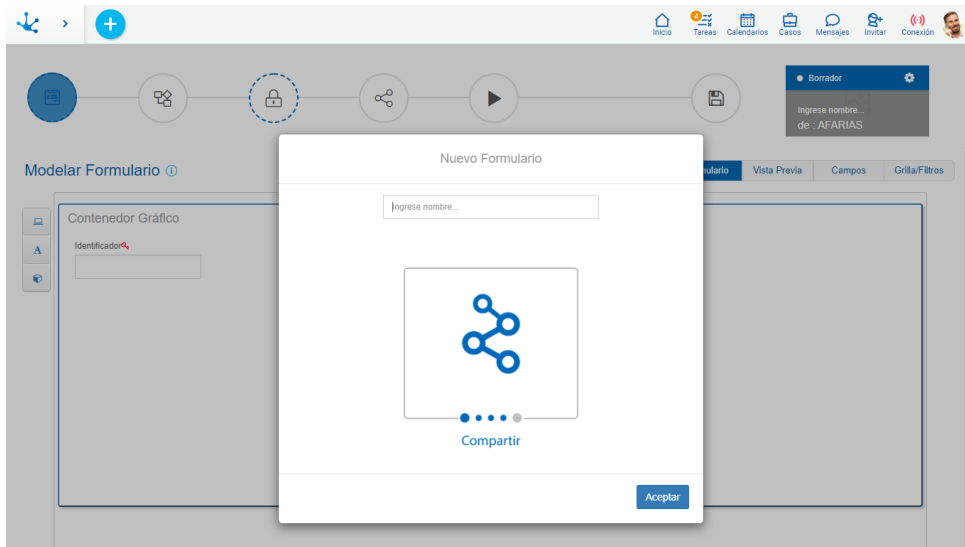 4
Inicio
Tareas
Calendarios
Casos
Mensajes
Invitar
Conexión
Borrador
Ingrese nombre...
de : AFARIAS
Nuevo Formulario
Modelar Formulario
Vista Previa
Campos
Grilla/Filtros
Ingrese nombre...
Contenedor Gráfico
A
Identificador
Compartir
Aceptar